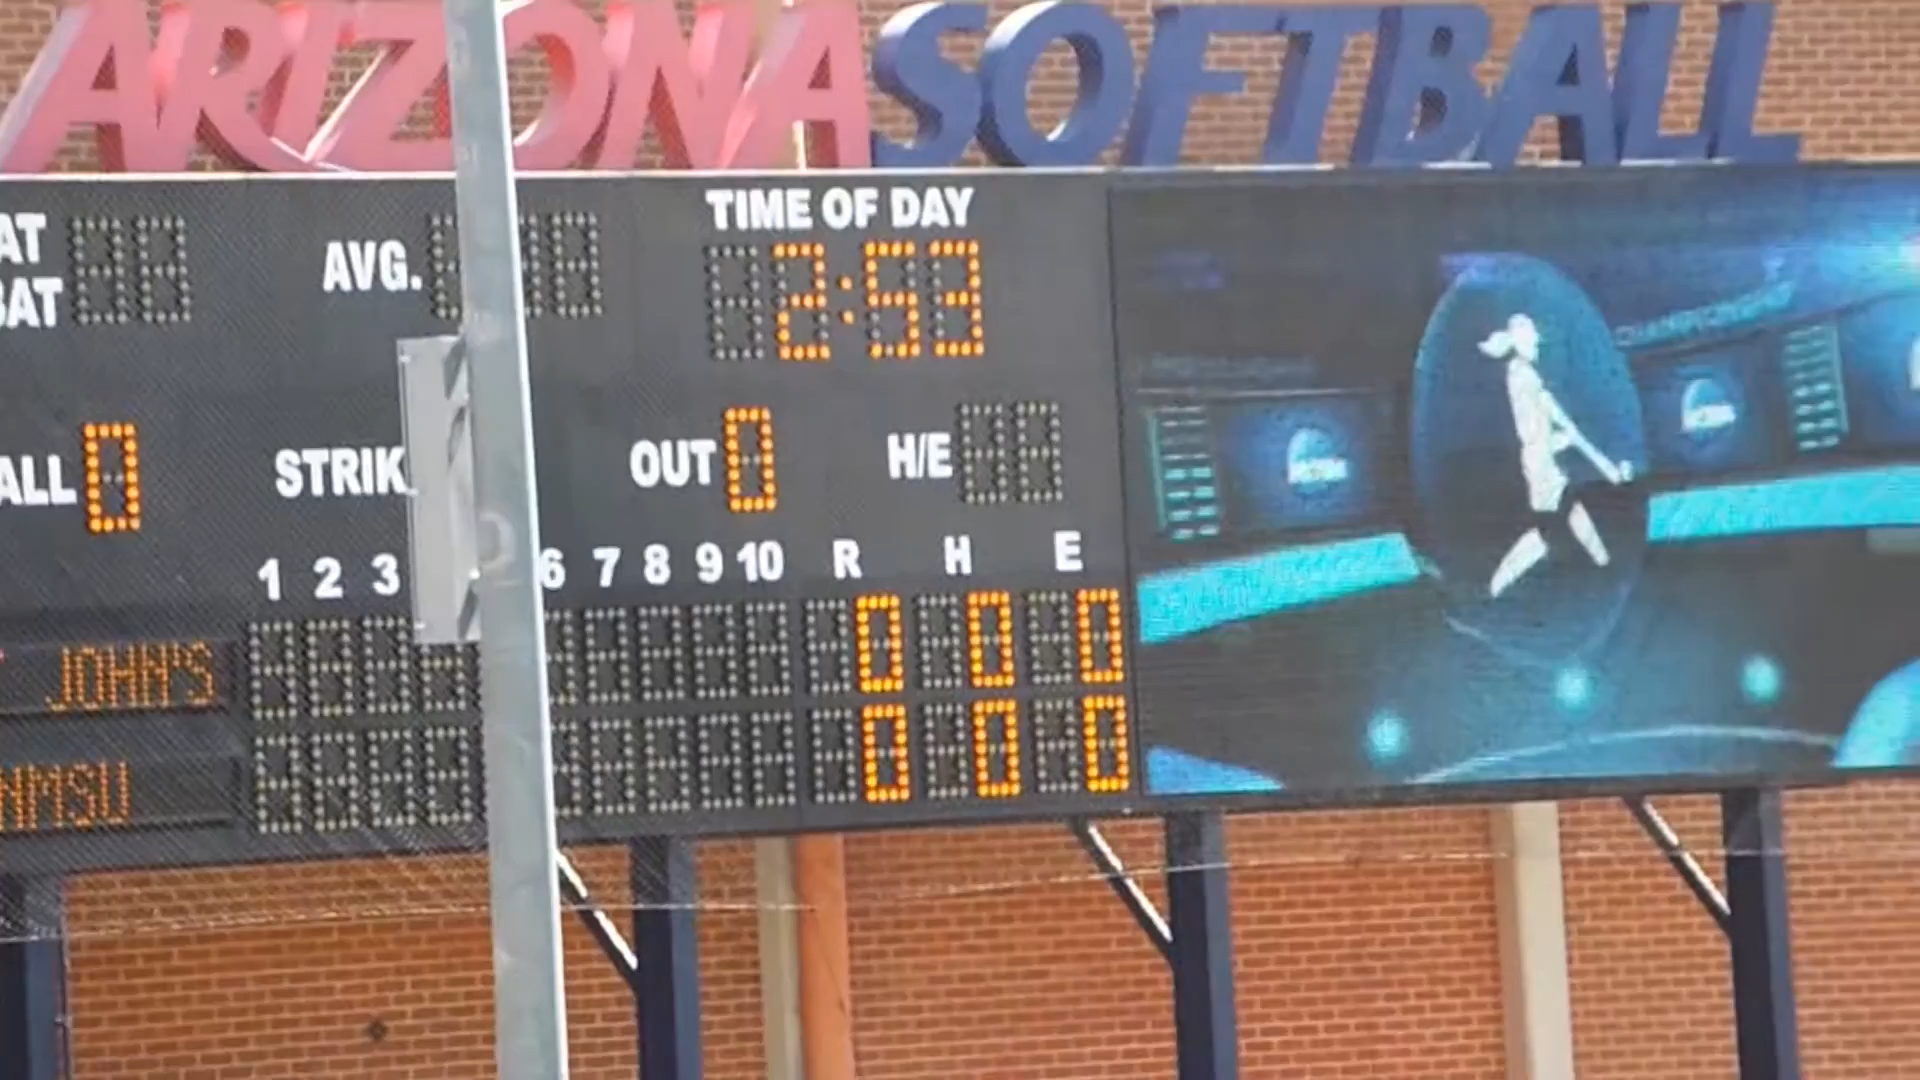 ARIZONA SOFTBALL
TIME OF DAY
AT
BAT
AVG.
2:53
ALL 0
STRIK
OUT 0
H/E
1 2 3 6 7 8 9 10 R H E
JOHN'S 0 0 0
NMSU 0 0 0